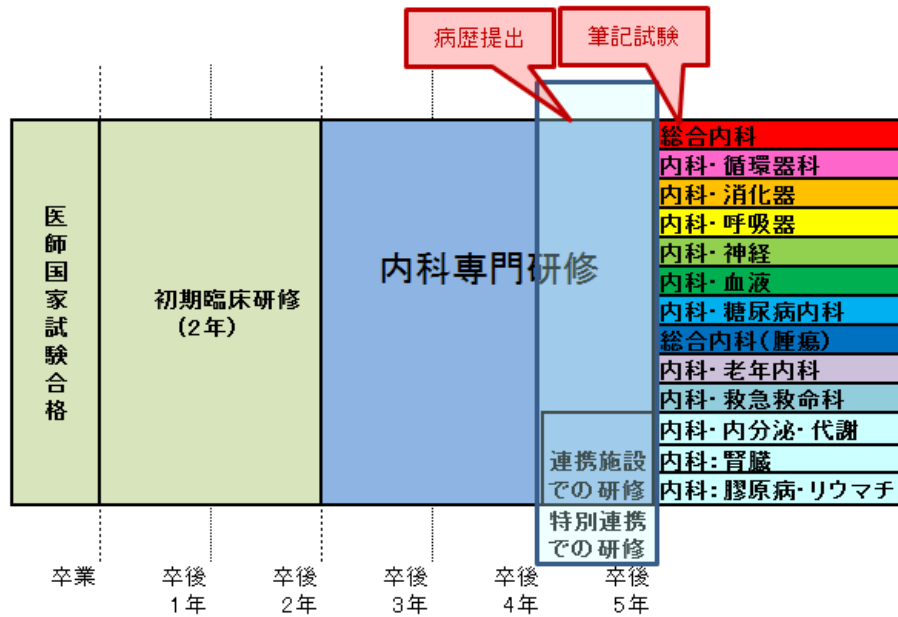 病歴提出
筆記試験
医師国家試験合格
初期臨床研修
(2年)
内科専門研修
連携施設
での研修
特別連携
での研修
総合内科
内科・循環器科
内科・消化器
内科・呼吸器
内科・神経
内科・血液
内科・糖尿病内科
総合内科(腫瘍)
内科・老年内科
内科・救急救命科
内科・内分泌・代謝
内科:腎臓
内科:膠原病・リウマチ
卒業
卒後
1年
卒後
2年
卒後
3年
卒後
4年
卒後
5年